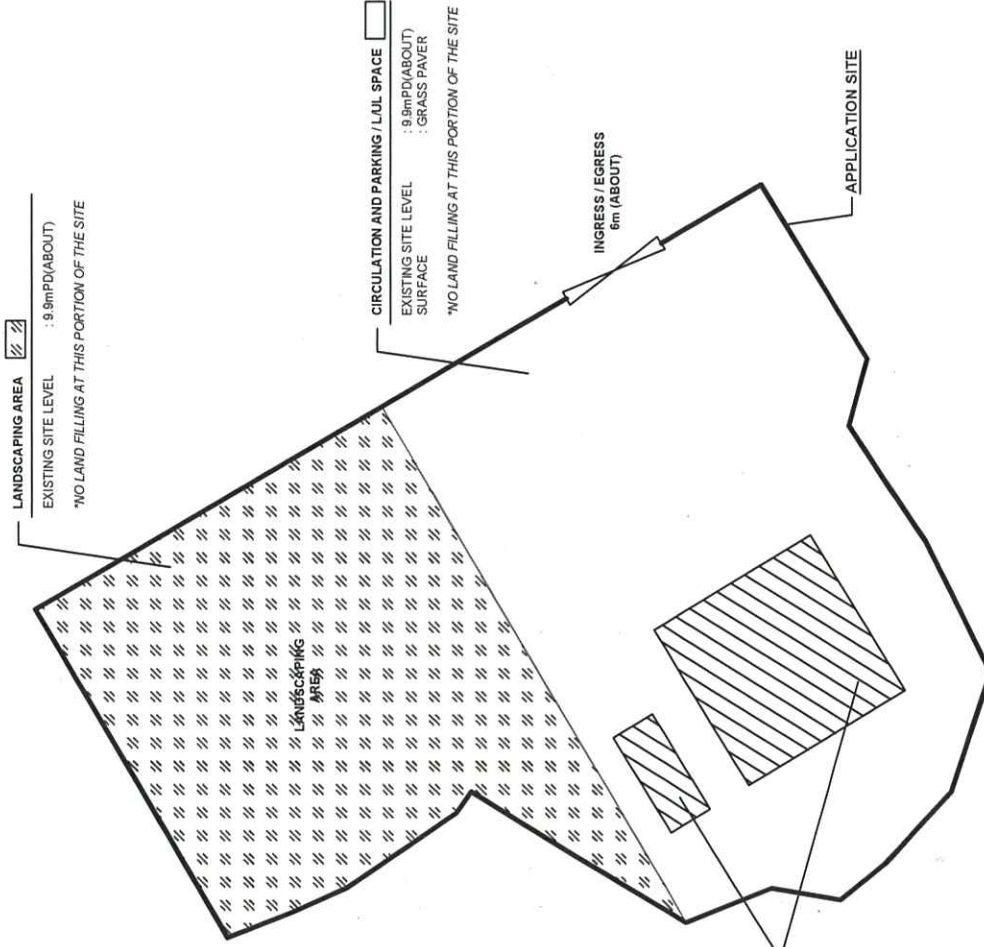 LANDSCAPING AREA
EXISTING SITE LEVEL : 9.9mPD(ABOUT)
*NO LAND FILLING AT THIS PORTION OF THE SITE
CIRCULATION AND PARKING / L/UL SPACE
EXISTING SITE LEVEL : 9.9mPD(ABOUT)
SURFACE : GRASS PAVER
*NO LAND FILLING AT THIS PORTION OF THE SITE
LANDSCAPING
AREA
INGRESS / EGRESS
6m (ABOUT)
APPLICATION SITE